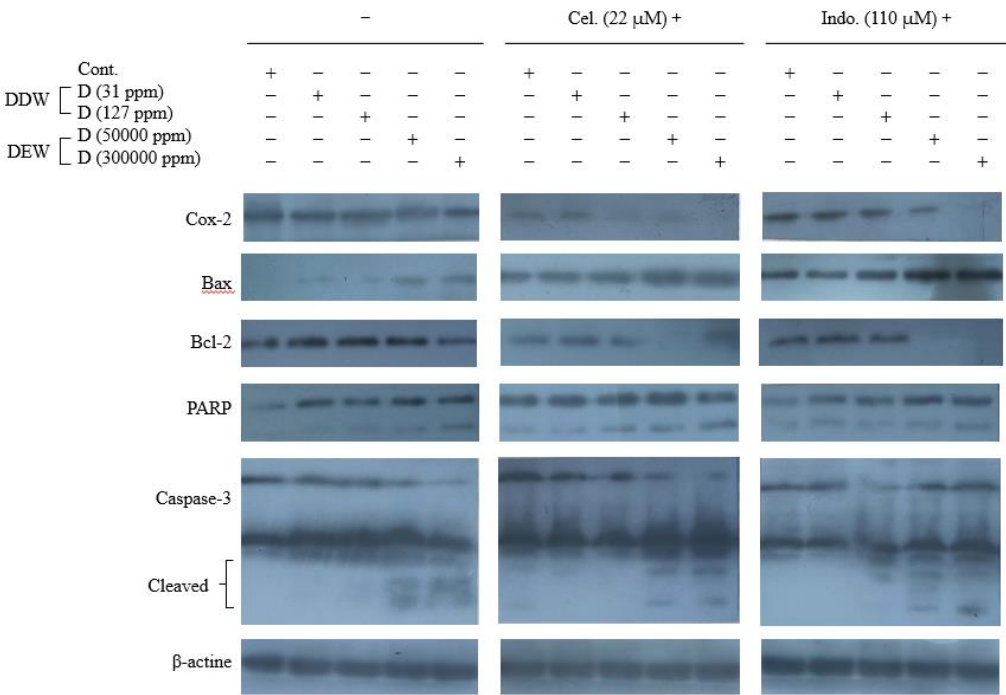 – Cel. (22 μM) + Indo. (110 μM) +
Cont. + – – – – + – – – – + – – – –
DDW
D (31 ppm) – + – – – – + – – – – + – – –
D (127 ppm) – – + – – – – + – – – – + – –
DEW
D (50000 ppm) – – – + – – – – + – – – – + –
D (300000 ppm) – – – – + – – – – + – – – – +
Cox-2
Bax
Bcl-2
PARP
Caspase-3
Cleaved
β-actine